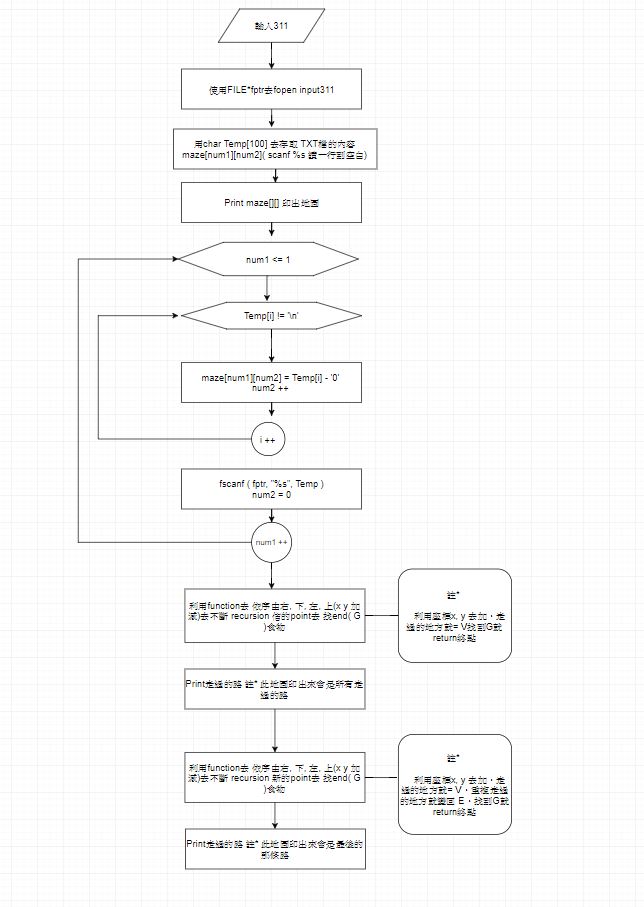 輸入311
使用FILE*fptr去fopen input311
用char Temp[100] 去存取 TXT檔的內容
maze[num1][num2]( scanf %s 讀一行到空白)
Print maze[][] 印出地圖
num1 <= 1
Temp[i] != '\n'
maze[num1][num2] = Temp[i] - '0'
num2 ++
i ++
fscanf ( fptr, "%s", Temp )
num2 = 0
num1 ++
利用function去 依序由右, 下, 左, 上(x y 加
減)去不斷 recursion 信的point去 找end( G
)食物
註*
利用座標x, y 去加，走
過的地方就= V找到G就
return終點
Print走過的路 註* 此地圖印出來會是所有走
過的路
利用function去 依序由右, 下, 左, 上(x y 加
減)去不斷 recursion 新的point去 找end( G
)食物
註*
利用座標x, y 去加，走
過的地方就= V，重複走過
的地方就變回 E，找到G就
return終點
Print走過的路 註* 此地圖印出來會是最後的
那條路